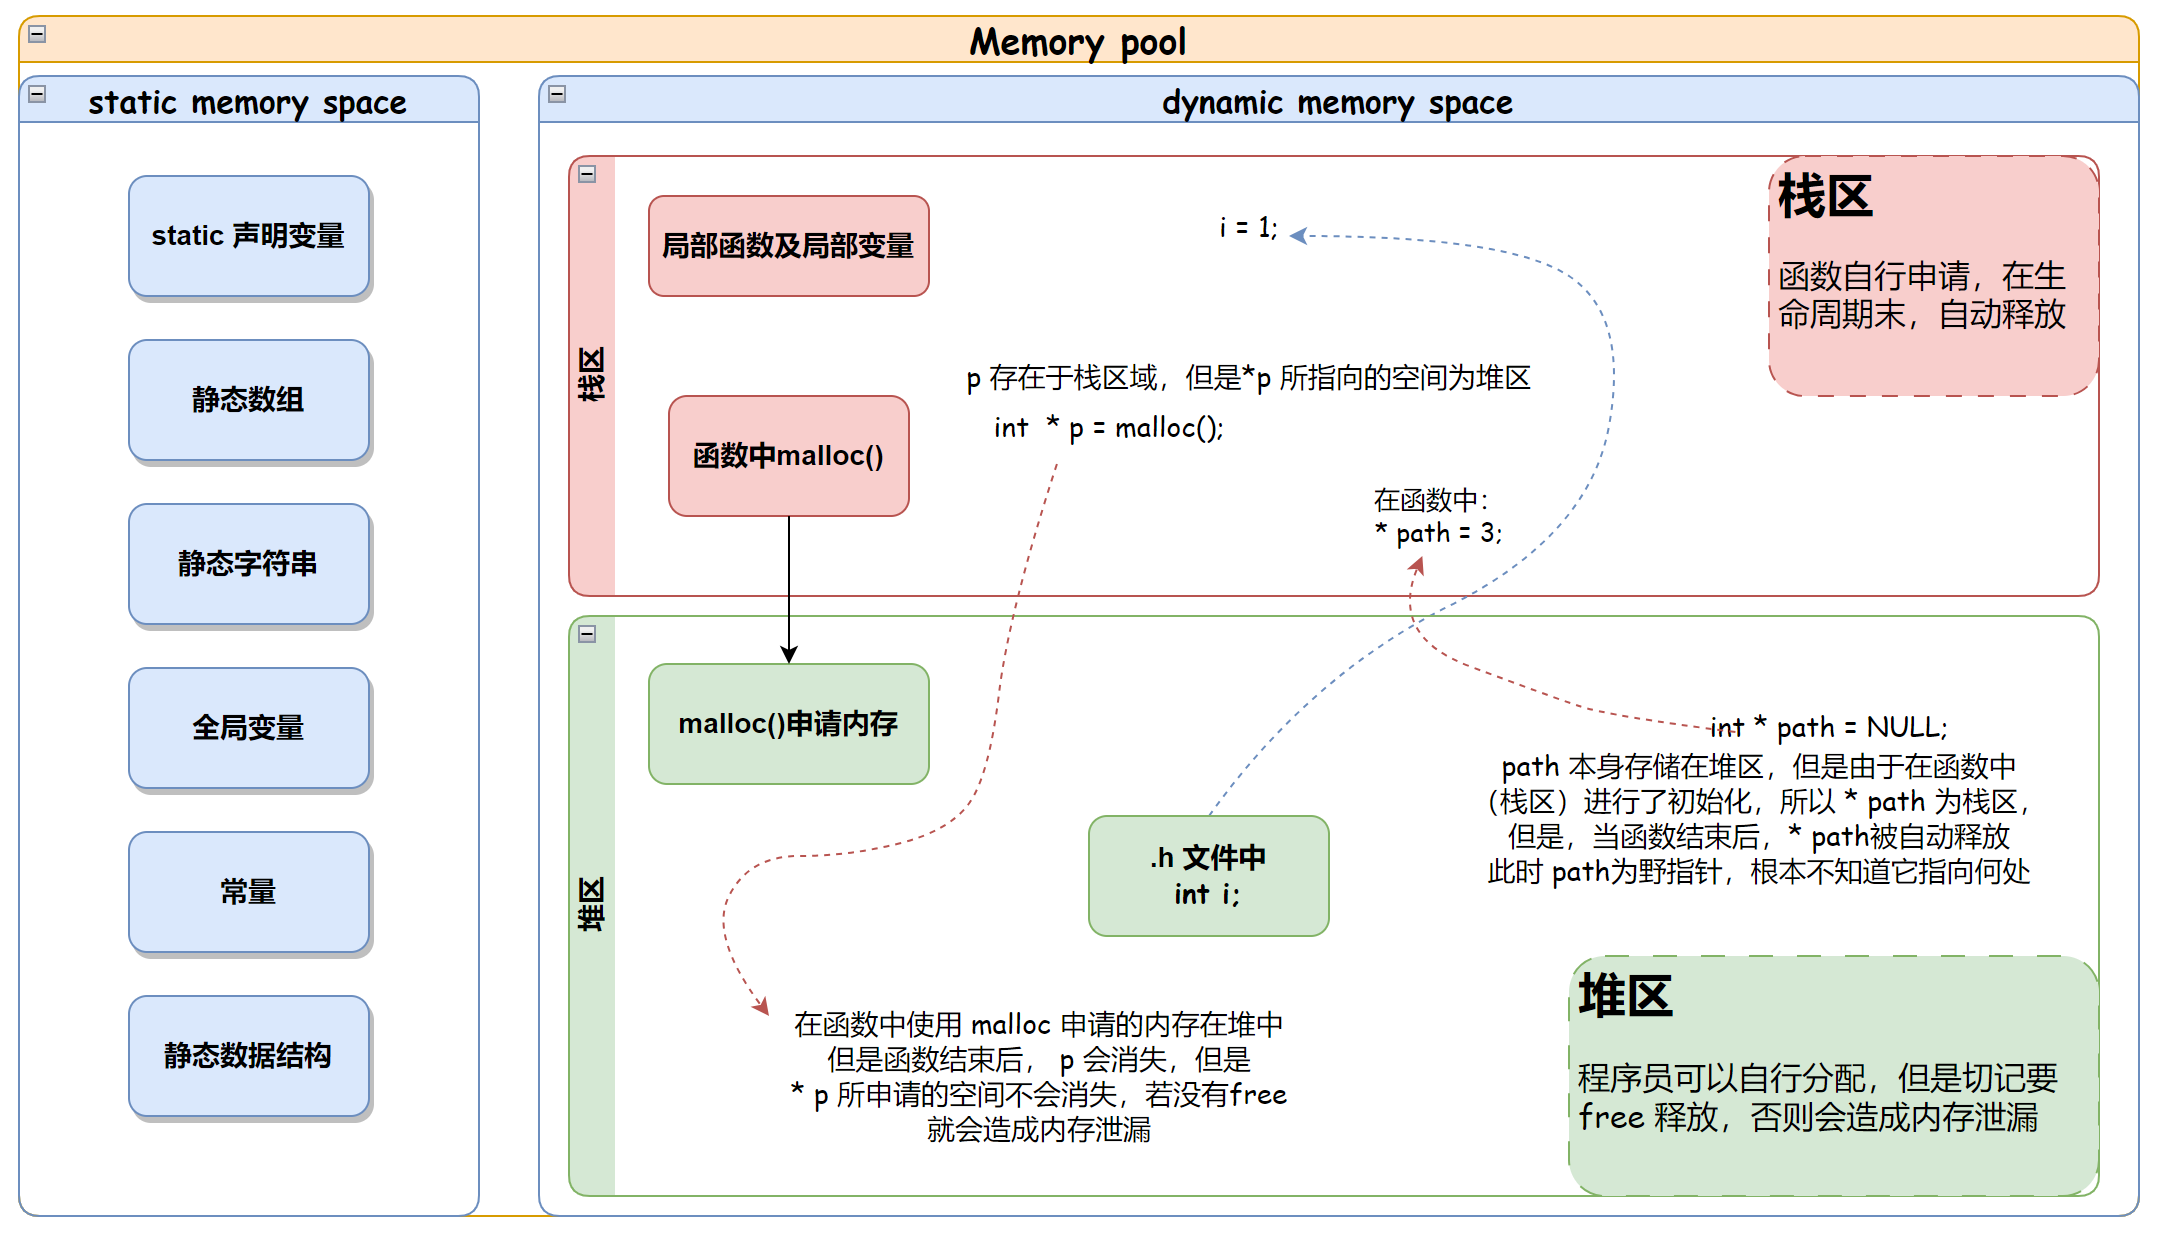 Memory pool
static memory space
static 声明变量
静态数组
静态字符串
全局变量
常量
静态数据结构
dynamic memory space
栈区
局部函数及局部变量
i = 1;
栈区
函数自行申请，在生
命周期末，自动释放
p 存在于栈区域，但是*p 所指向的空间为堆区
int * p = malloc();
函数中malloc()
在函数中：
* path = 3;
堆区
malloc()申请内存
int * path = NULL;
path 本身存储在堆区，但是由于在函数中
（栈区）进行了初始化，所以 * path 为栈区，
但是，当函数结束后，* path被自动释放
此时 path为野指针，根本不知道它指向何处
.h 文件中
int i;
在函数中使用 malloc 申请的内存在堆中
但是函数结束后， p 会消失，但是
* p 所申请的空间不会消失，若没有free
就会造成内存泄漏
堆区
程序员可以自行分配，但是切记要
free 释放，否则会造成内存泄漏